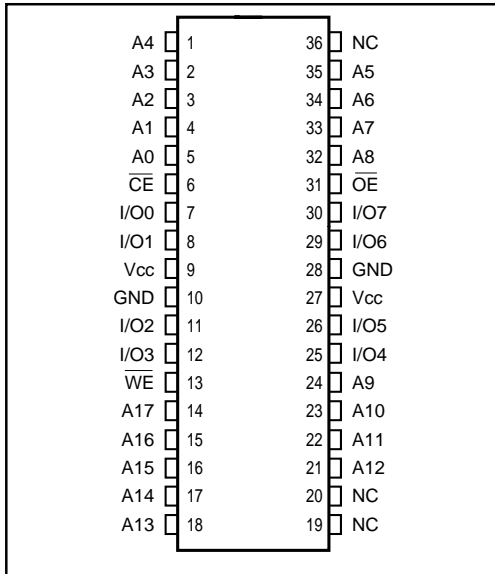 A4 1 36 NC
A3 2 35 A5
A2 3 34 A6
A1 4 33 A7
A0 5 32 A8
C̅E̅ 6 31 O̅E̅
I/O0 7 30 I/O7
I/O1 8 29 I/O6
Vcc 9 28 GND
GND 10 27 Vcc
I/O2 11 26 I/O5
I/O3 12 25 I/O4
W̅E̅ 13 24 A9
A17 14 23 A10
A16 15 22 A11
A15 16 21 A12
A14 17 20 NC
A13 18 19 NC